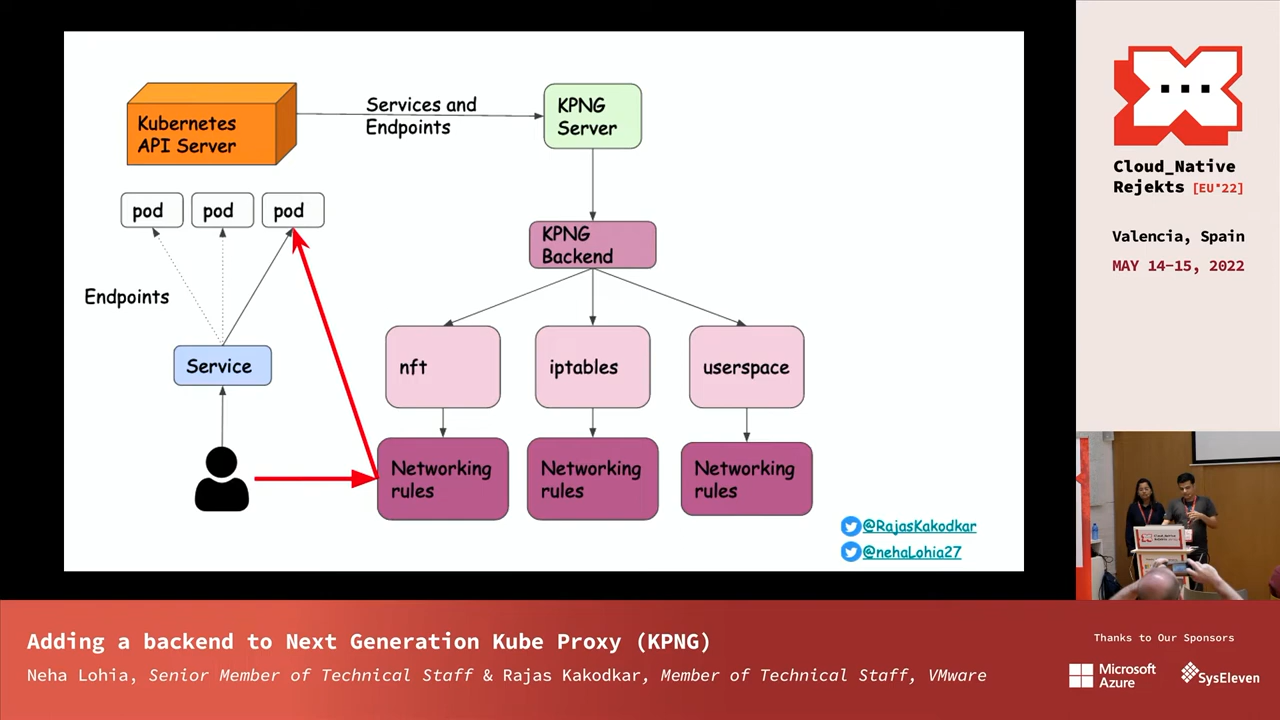 Kubernetes
API Server
Services and
Endpoints
KPNG
Server
pod
pod
pod
KPNG
Backend
Endpoints
Service
nft
iptables
userspace
Networking
rules
Networking
rules
Networking
rules
@RajasKakodkar
@nehaLohia27
Cloud_Native
Rejekts [EU*22]
Valencia, Spain
MAY 14-15, 2022
Adding a backend to Next Generation Kube Proxy (KPNG)
Neha Lohia, Senior Member of Technical Staff & Rajas Kakodkar, Member of Technical Staff, VMware
Thanks to Our Sponsors
Microsoft
Azure
SysEleven